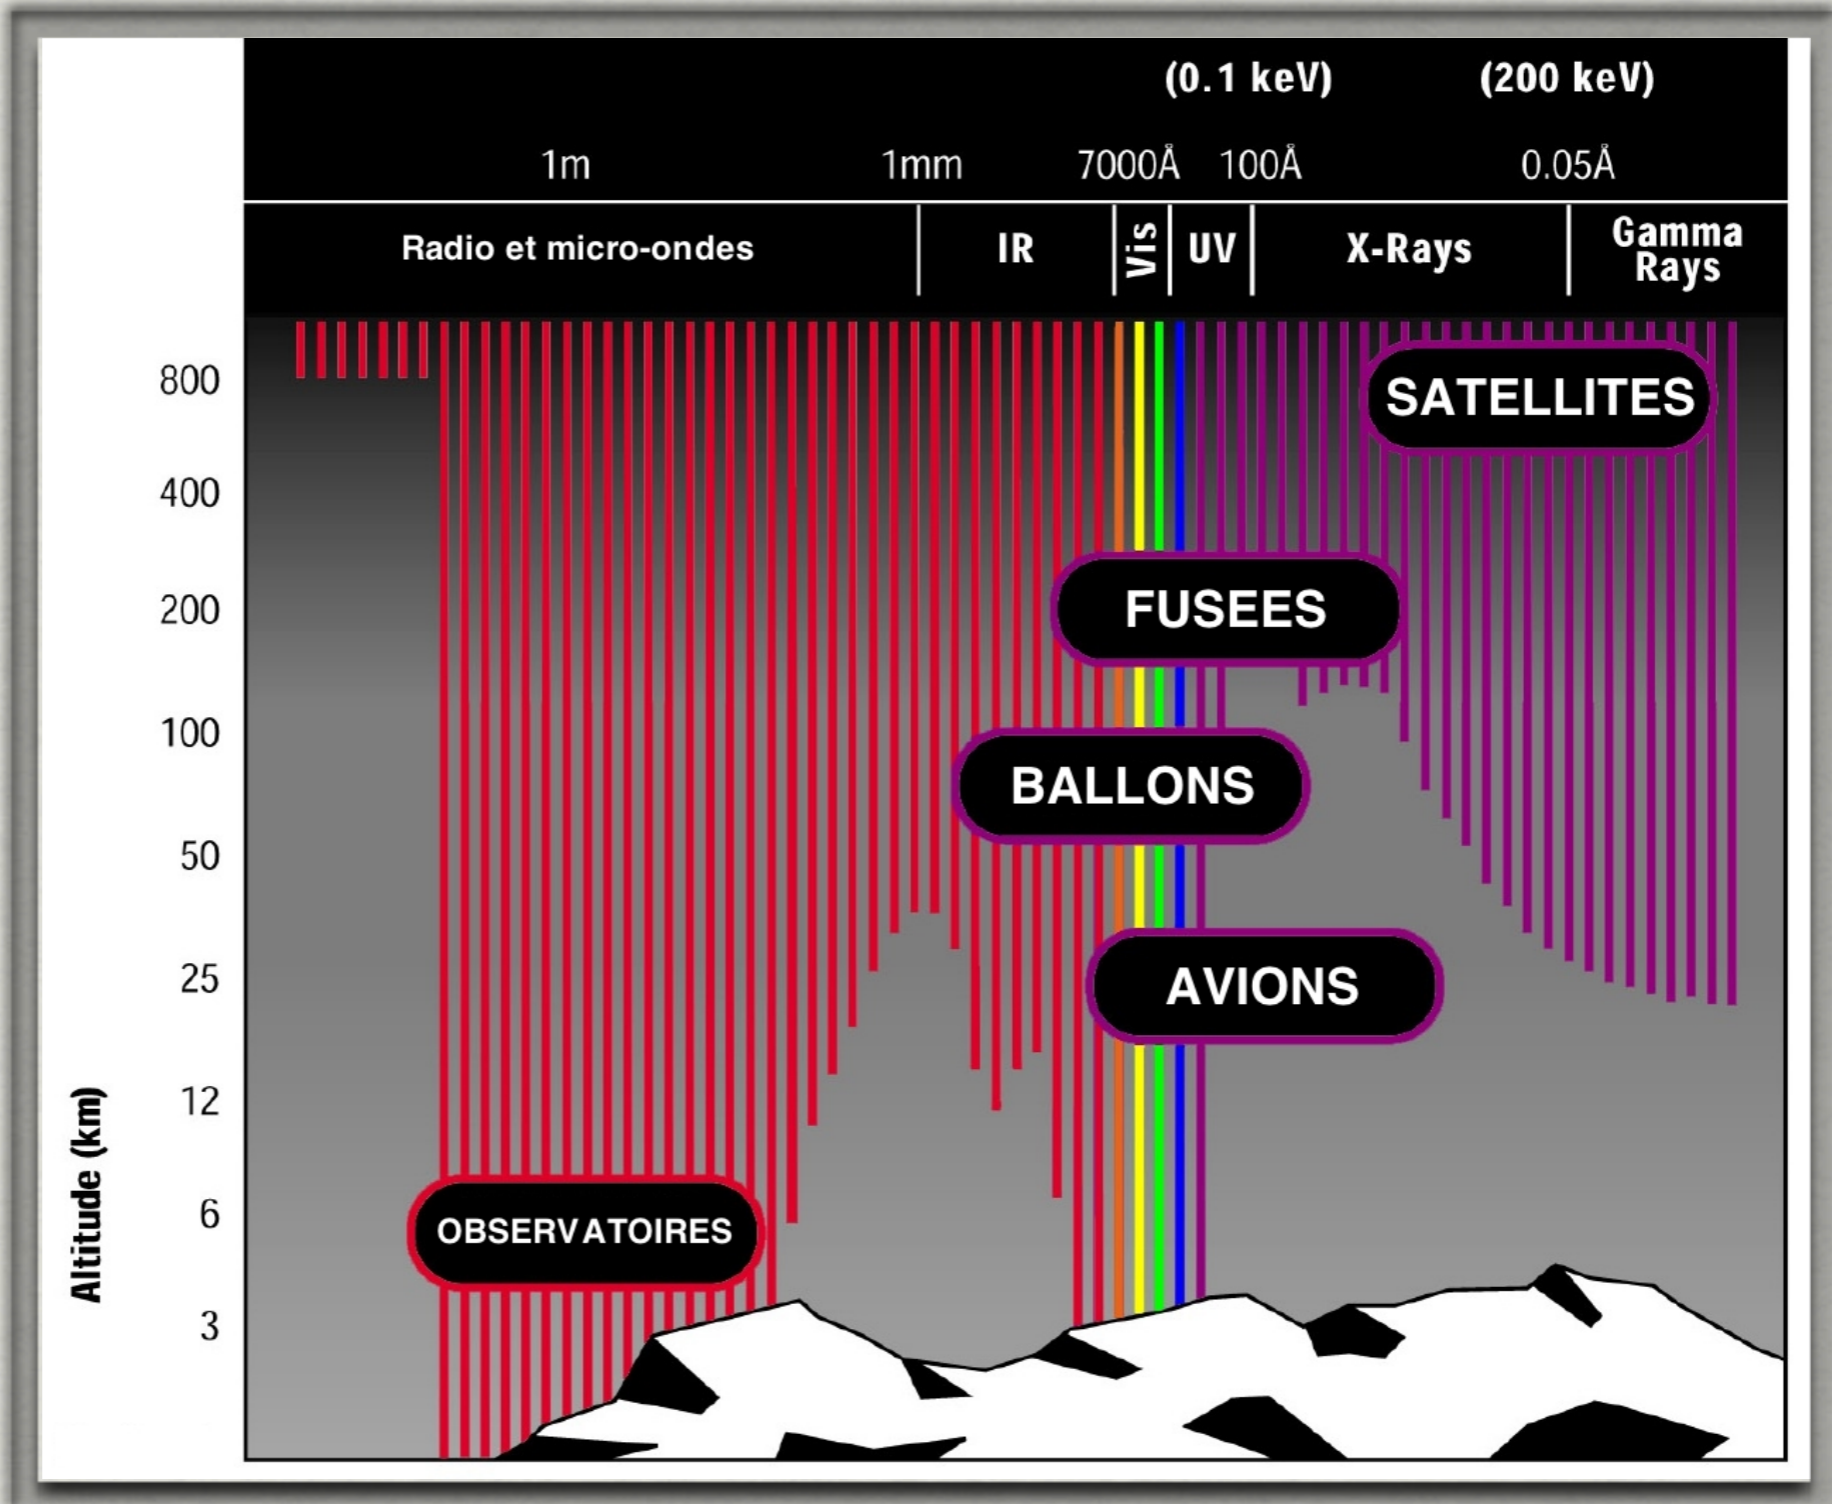 (0.1 keV) (200 keV)
1m 1mm 7000Å 100Å 0.05Å
Radio et micro-ondes IR Vis UV X-Rays Gamma
Rays
800
SATELLITES
400
200
FUSEES
100
BALLONS
50
25
AVIONS
12
6
OBSERVATOIRES
3
Altitude (km)